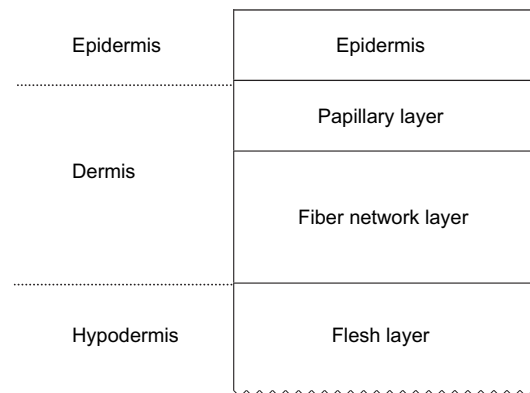 Epidermis Epidermis
Papillary layer
Dermis
Fiber network layer
Hypodermis Flesh layer